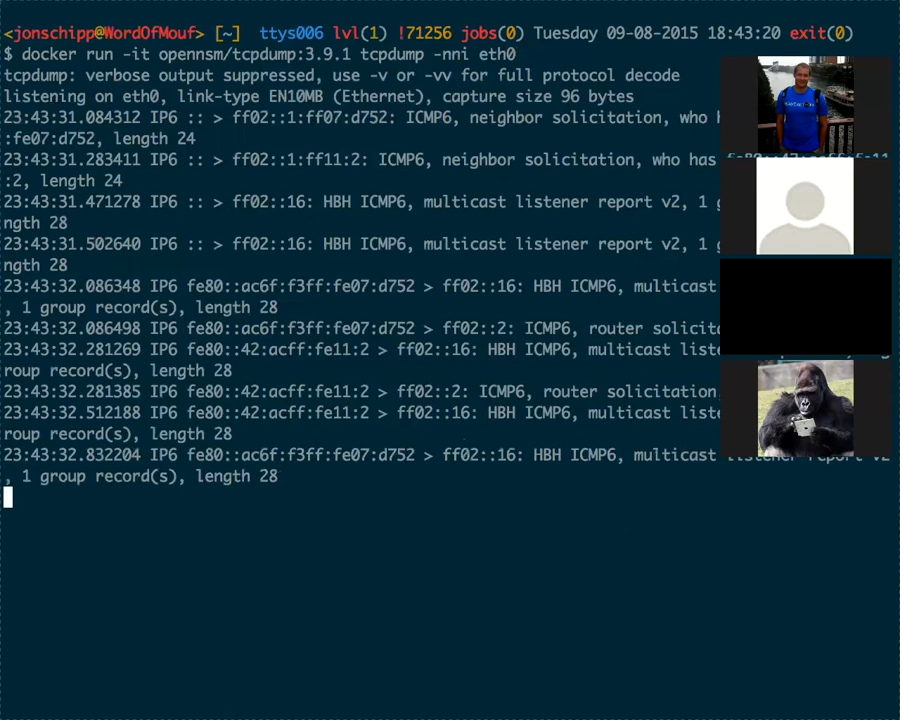 <jonschipp@WordOfMouf> [~]  ttys006 lvl(1) !71256 jobs(0) Tuesday 09-08-2015 18:43:20 exit(0)
$ docker run -it opennsm/tcpdump:3.9.1 tcpdump -nni eth0
tcpdump: verbose output suppressed, use -v or -vv for full protocol decode
listening on eth0, link-type EN10MB (Ethernet), capture size 96 bytes
23:43:31.084312 IP6 :: > ff02::1:ff07:d752: ICMP6, neighbor solicitation, who
:fe07:d752, length 24
23:43:31.283411 IP6 :: > ff02::1:ff11:2: ICMP6, neighbor solicitation, who has
:2, length 24
23:43:31.471278 IP6 :: > ff02::16: HBH ICMP6, multicast listener report v2, 1
ngth 28
23:43:31.502640 IP6 :: > ff02::16: HBH ICMP6, multicast listener report v2, 1
ngth 28
23:43:32.086348 IP6 fe80::ac6f:f3ff:fe07:d752 > ff02::16: HBH ICMP6, multicast
, 1 group record(s), length 28
23:43:32.086498 IP6 fe80::ac6f:f3ff:fe07:d752 > ff02::2: ICMP6, router
23:43:32.281269 IP6 fe80::42:acff:fe11:2 > ff02::16: HBH ICMP6, multicast
roup record(s), length 28
23:43:32.281385 IP6 fe80::42:acff:fe11:2 > ff02::2: ICMP6, router solicitation
23:43:32.512188 IP6 fe80::42:acff:fe11:2 > ff02::16: HBH ICMP6, multicast
roup record(s), length 28
23:43:32.832204 IP6 fe80::ac6f:f3ff:fe07:d752 > ff02::16: HBH ICMP6, multicast
, 1 group record(s), length 28